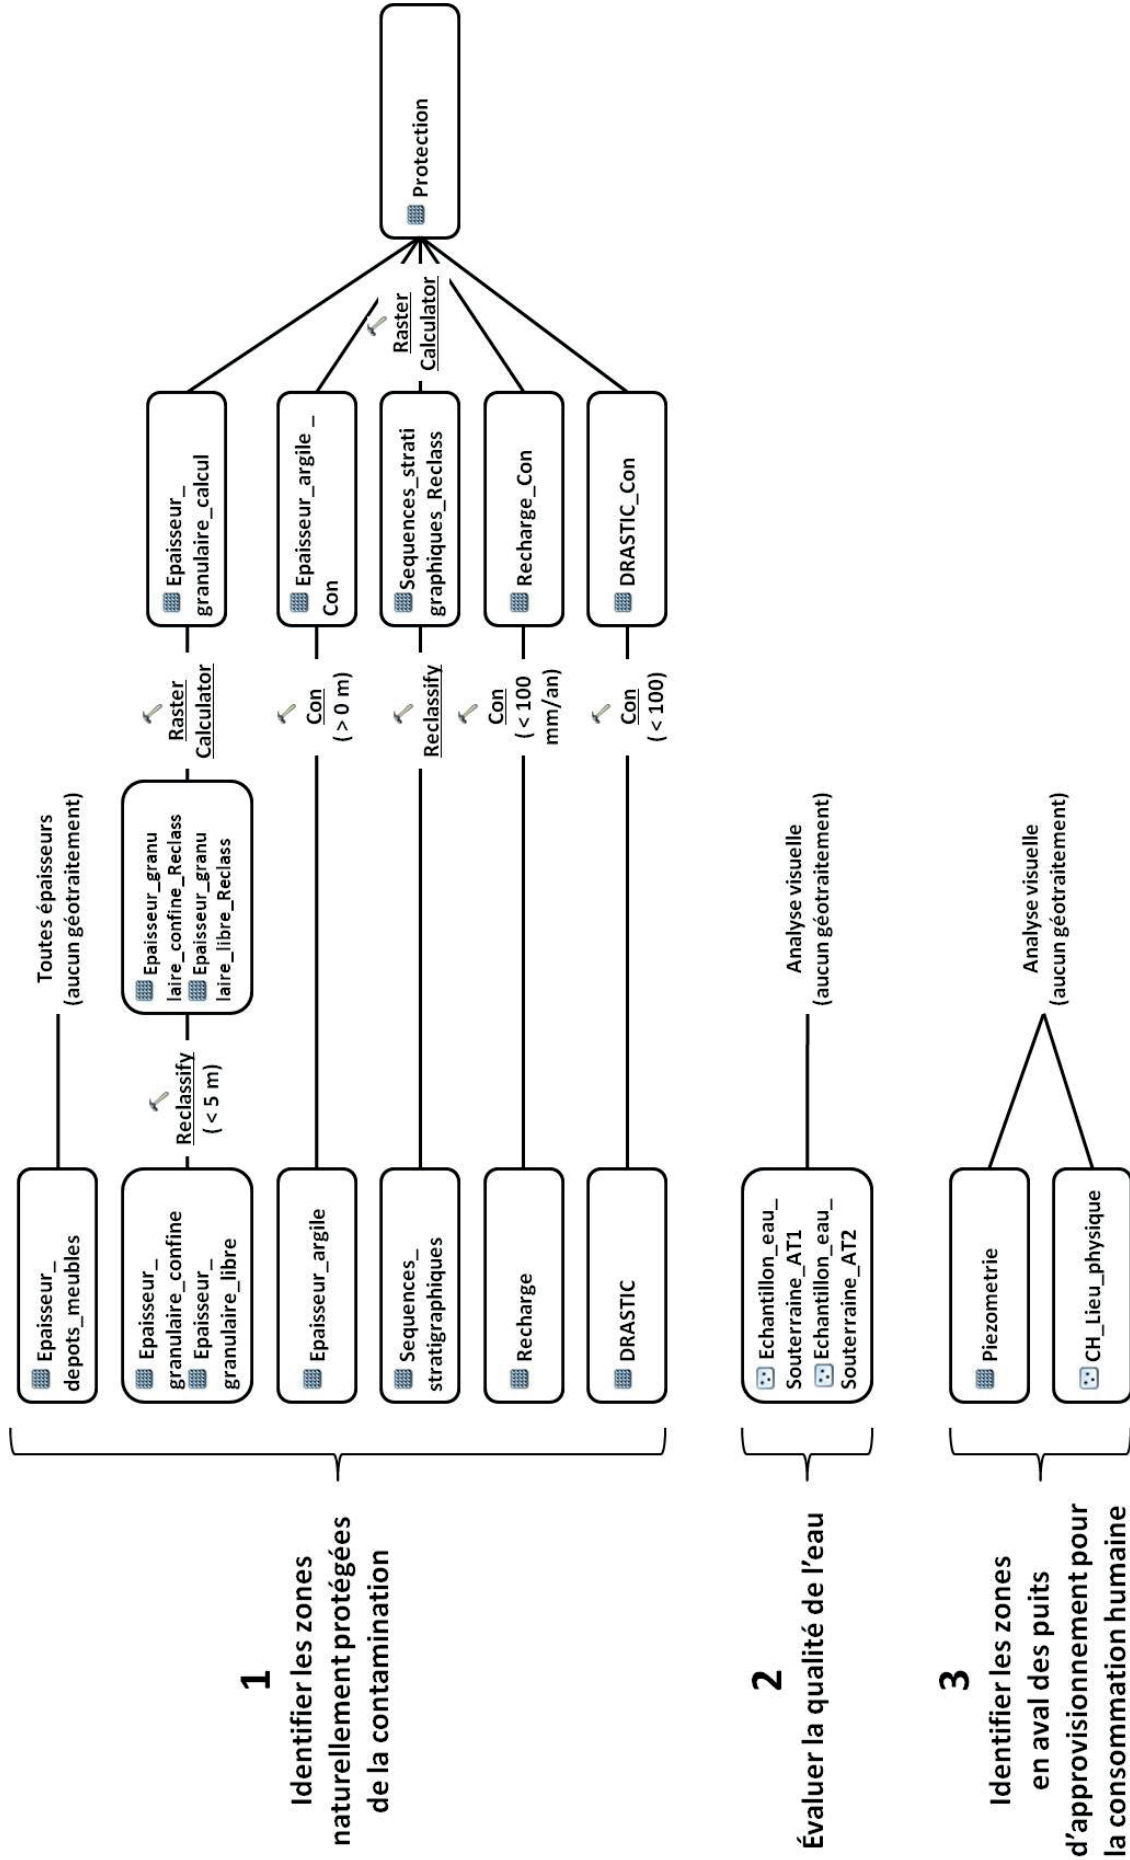 1
Identifier les zones
naturellement protégées
de la contamination
Epaisseur_
depots_meubles
Toutes épaisseurs
(aucun géotraitement)
Epaisseur_
granulaire_confine
Epaisseur_
granulaire_libre
Reclassify
(< 5 m)
Epaisseur_granu
laire_confine_Reclass
Epaisseur_granu
laire_libre_Reclass
Raster
Calculator
Epaisseur_
granulaire_calcul
Epaisseur_argile
Con
(> 0 m)
Epaisseur_argile _
Con
Sequences_
stratigraphiques
Reclassify
Sequences_strati
graphiques_Reclass
Recharge
Con
(< 100
mm/an)
Recharge_Con
DRASTIC
Con
(< 100)
DRASTIC_Con
Raster
Calculator
Protection
2
Évaluer la qualité de l’eau
Echantillon_eau_
Souterraine_AT1
Echantillon_eau_
Souterraine_AT2
Analyse visuelle
(aucun géotraitement)
3
Identifier les zones
en aval des puits
d’approvisionnement pour
la consommation humaine
Piezometrie
CH_Lieu_physique
Analyse visuelle
(aucun géotraitement)